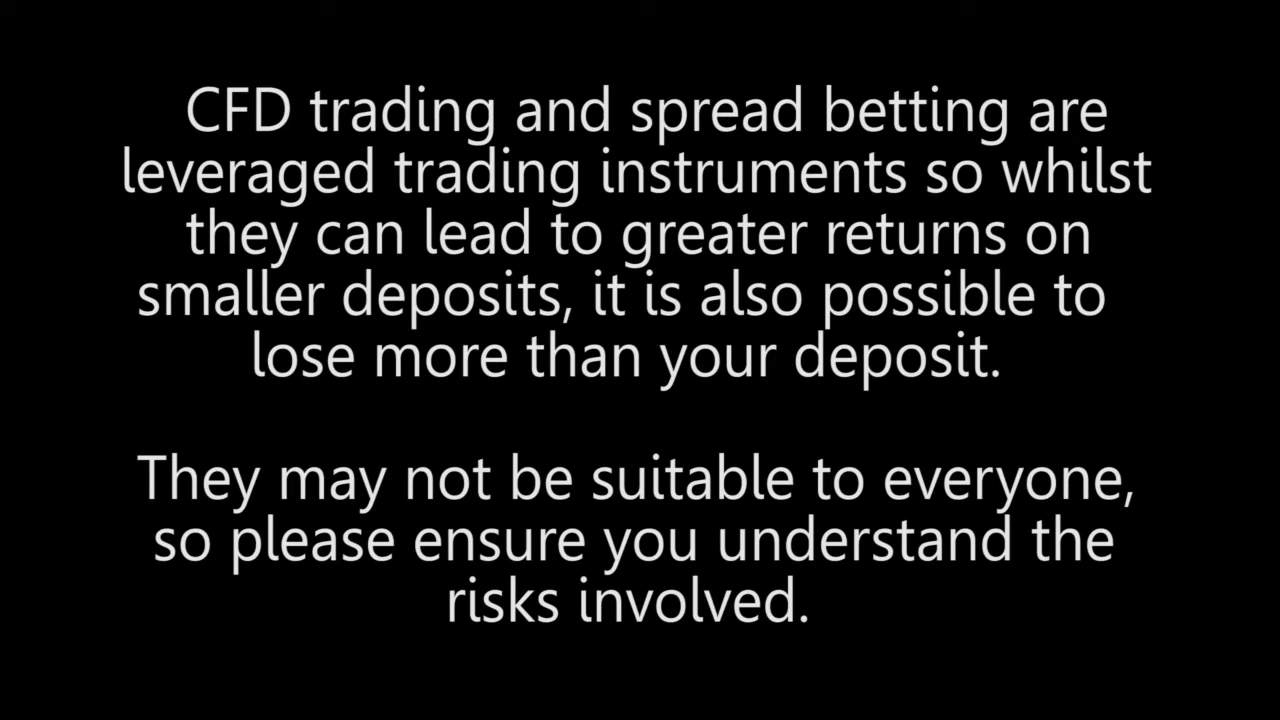 CFD trading and spread betting are
leveraged trading instruments so whilst
they can lead to greater returns on
smaller deposits, it is also possible to
lose more than your deposit.
They may not be suitable to everyone,
so please ensure you understand the
risks involved.